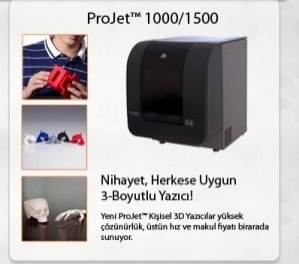 ProJet™ 1000/1500
Nihayet, Herkese Uygun
3-Boyutlu Yazıcı!
Yeni ProJet™ Kişisel 3D Yazıcılar yüksek
çözünürlük, üstün hız ve makul fiyatı birarada
sunuyor.